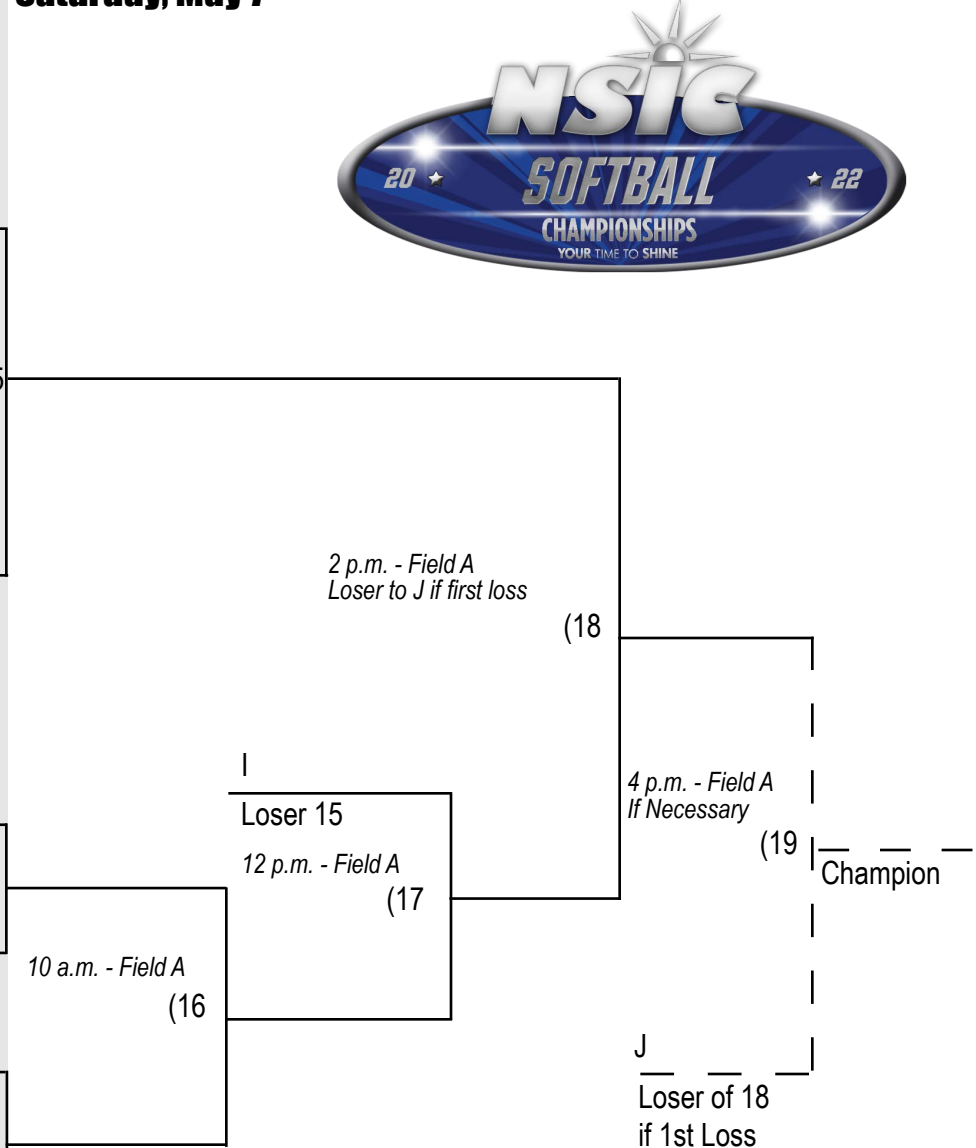 Saturday, May 7
NSIC
20 22
SOFTBALL
CHAMPIONSHIPS
YOUR TIME TO SHINE
2 p.m. - Field A
Loser to J if first loss
(18
I
Loser 15
4 p.m. - Field A
If Necessary
12 p.m. - Field A
(17
(19
Champion
10 a.m. - Field A
(16
J
Loser of 18
if 1st Loss